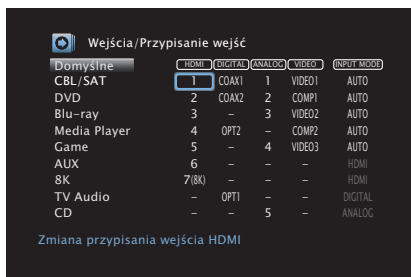 Wejścia/Przypisanie wejść
Domyślne HDMI DIGITAL ANALOG VIDEO INPUT MODE
CBL/SAT 1 COAX1 1 VIDEO1 AUTO
DVD 2 COAX2 2 COMP1 AUTO
Blu-ray 3 – 3 VIDEO2 AUTO
Media Player 4 OPT2 – COMP2 AUTO
Game 5 – 4 VIDEO3 AUTO
AUX 6 – – – HDMI
8K 7(8K) – – – HDMI
TV Audio – OPT1 – – DIGITAL
CD – – 5 – ANALOG
Zmiana przypisania wejścia HDMI